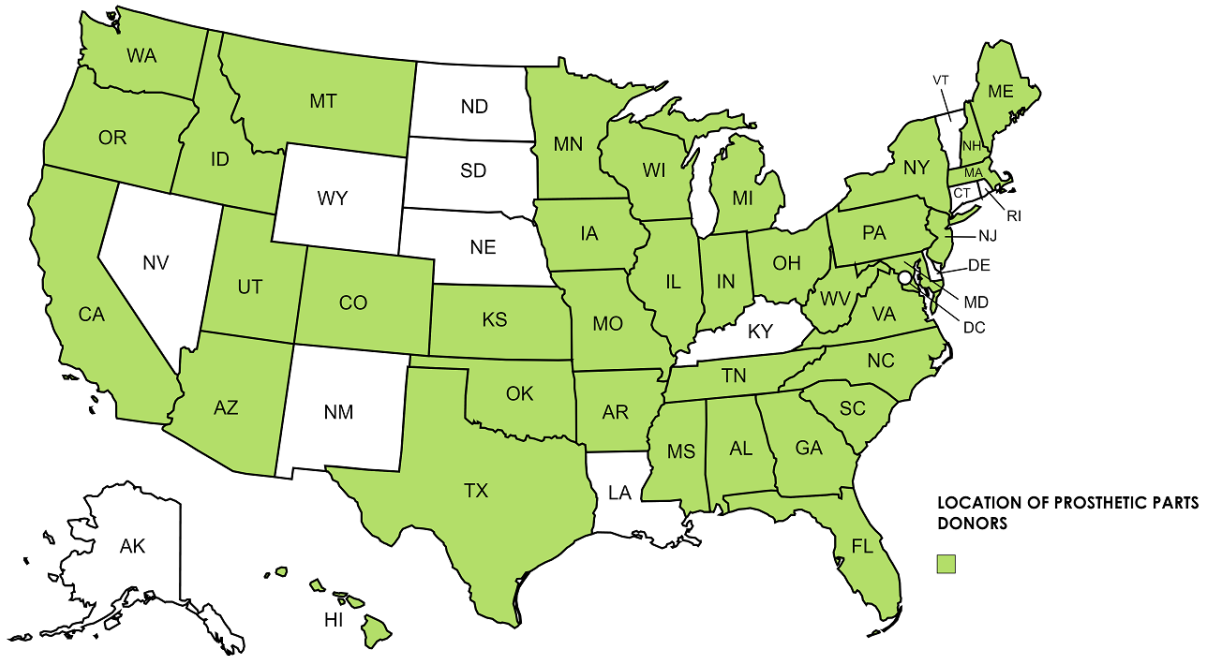 WA
OR
CA
NV
ID
MT
WY
UT
CO
AZ
NM
ND
SD
NE
KS
OK
TX
MN
IA
MO
AR
LA
WI
IL
MI
IN
OH
KY
TN
MS
AL
GA
FL
SC
NC
VA
WV
PA
NY
VT
NH
ME
MA
CT
RI
NJ
DE
MD
DC
AK
HI
LOCATION OF PROSTHETIC PARTS
DONORS